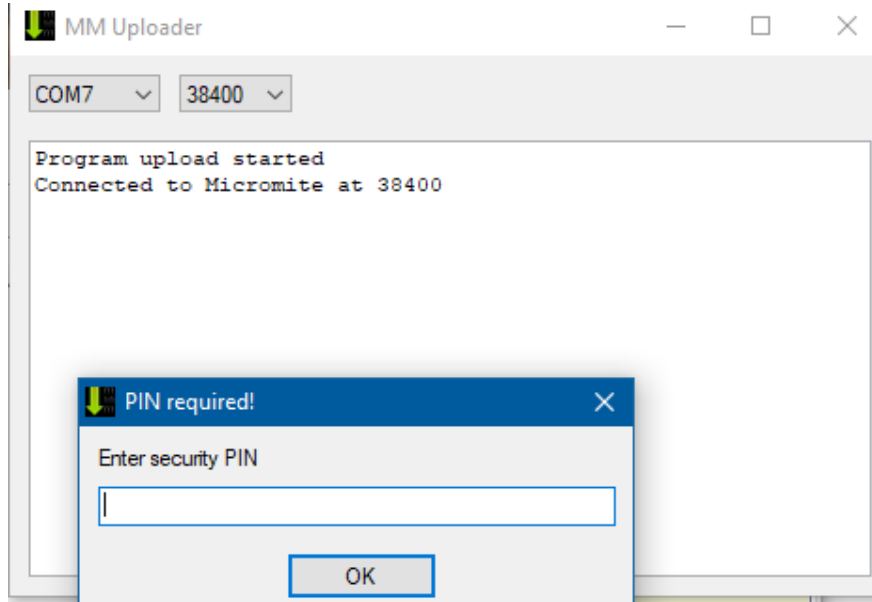 MM Uploader
COM7 38400
Program upload started
Connected to Micromite at 38400
PIN required!
Enter security PIN
OK